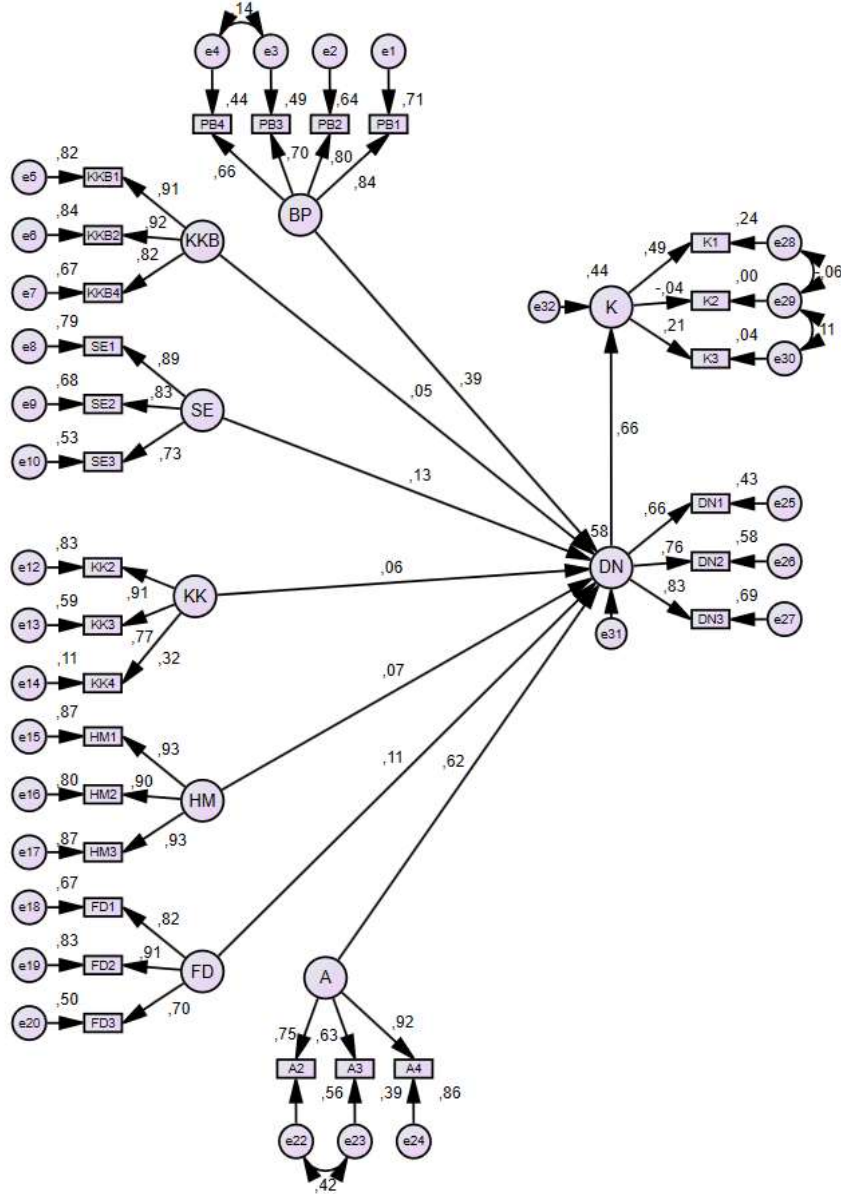 ,14
e4 e3 e2 e1
,44 ,49 ,64 ,71
PB4 PB3 PB2 PB1
,66 ,70 ,80 ,84
BP
,82
e5 KKB1
,91
,84
e6 KKB2 ,92 KKB
,82
,67
e7 KKB4
,79
e8 SE1
,89
,68
e9 SE2 ,83 SE
,53 ,73
e10 SE3
,24
K1 e28
,49
,44 -,06
e32 K -,04 K2 ,00 e29
,21 ,04 ,11
K3 e30
,39
,05
,66
,13
,43
DN1 e25
,66
,58
DN ,76 DN2 ,58 e26
,83 ,69
DN3 e27
e31
,83
e12 KK2
,91 KK ,06
,59
e13 KK3
,77
,32
,11
e14 KK4
,07
,87
e15 HM1
,93
,80
e16 HM2 ,90 HM
,93
,87
e17 HM3
,11 ,62
,67
e18 FD1
,82
,83
e19 FD2 ,91 FD
,70
,50
e20 FD3
A
,75 ,63 ,92
A2 A3 A4
,56 ,39 ,86
e22 e23 e24
,42